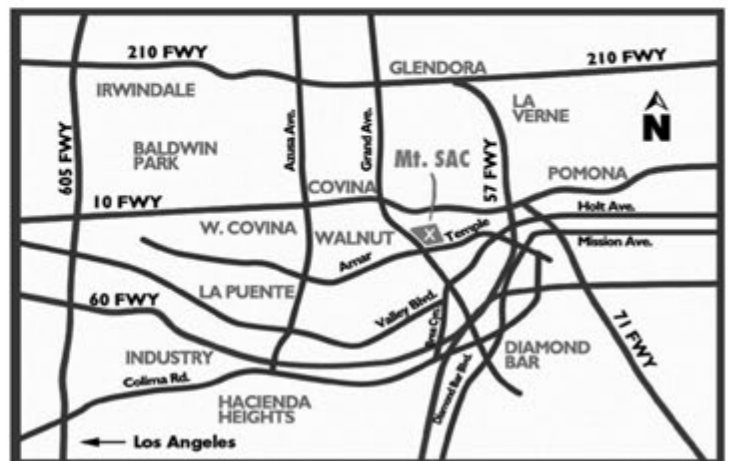 210 FWY
210 FWY
GLENDORA
IRWINDALE
LA
VERNE
N
Azusa Ave.
Grand Ave.
605 FWY
BALDWIN
PARK
Mt. SAC
57 FWY
POMONA
COVINA
10 FWY
Holt Ave.
W. COVINA
WALNUT
X
Temple
Mission Ave.
Amar
LA PUENTE
60 FWY
Valley Blvd.
71 FWY
INDUSTRY
DIAMOND
BAR
Colima Rd.
Diamond Bar Blvd.
HACIENDA
HEIGHTS
Los Angeles